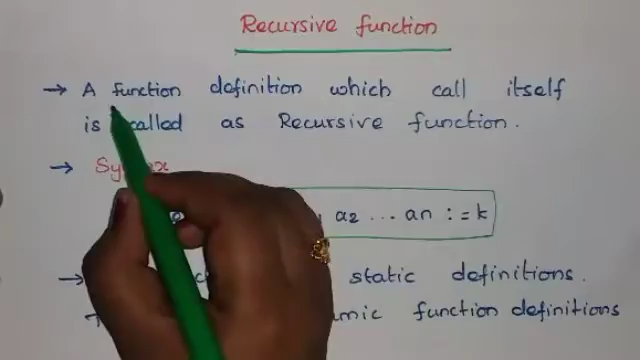 Recursive function
→ A function definition which call itself
is called as Recursive function.
→
a2 ... an : = k
→ static definitions.
function definitions